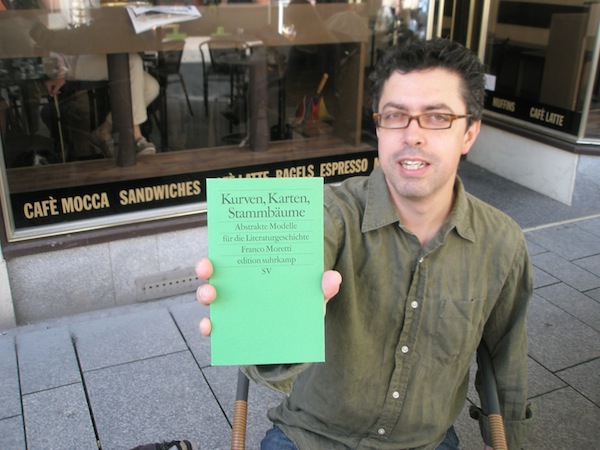 Kurven, Karten,
Stammbäume
Abstrakte Modelle
für die Literaturgeschichte
Franco Moretti
edition suhrkamp
SV
CAFÈ MOCCA SANDWICHES CAFÈ LATTE BAGELS ESPRESSO
MUFFINS CAFÈ LATTE